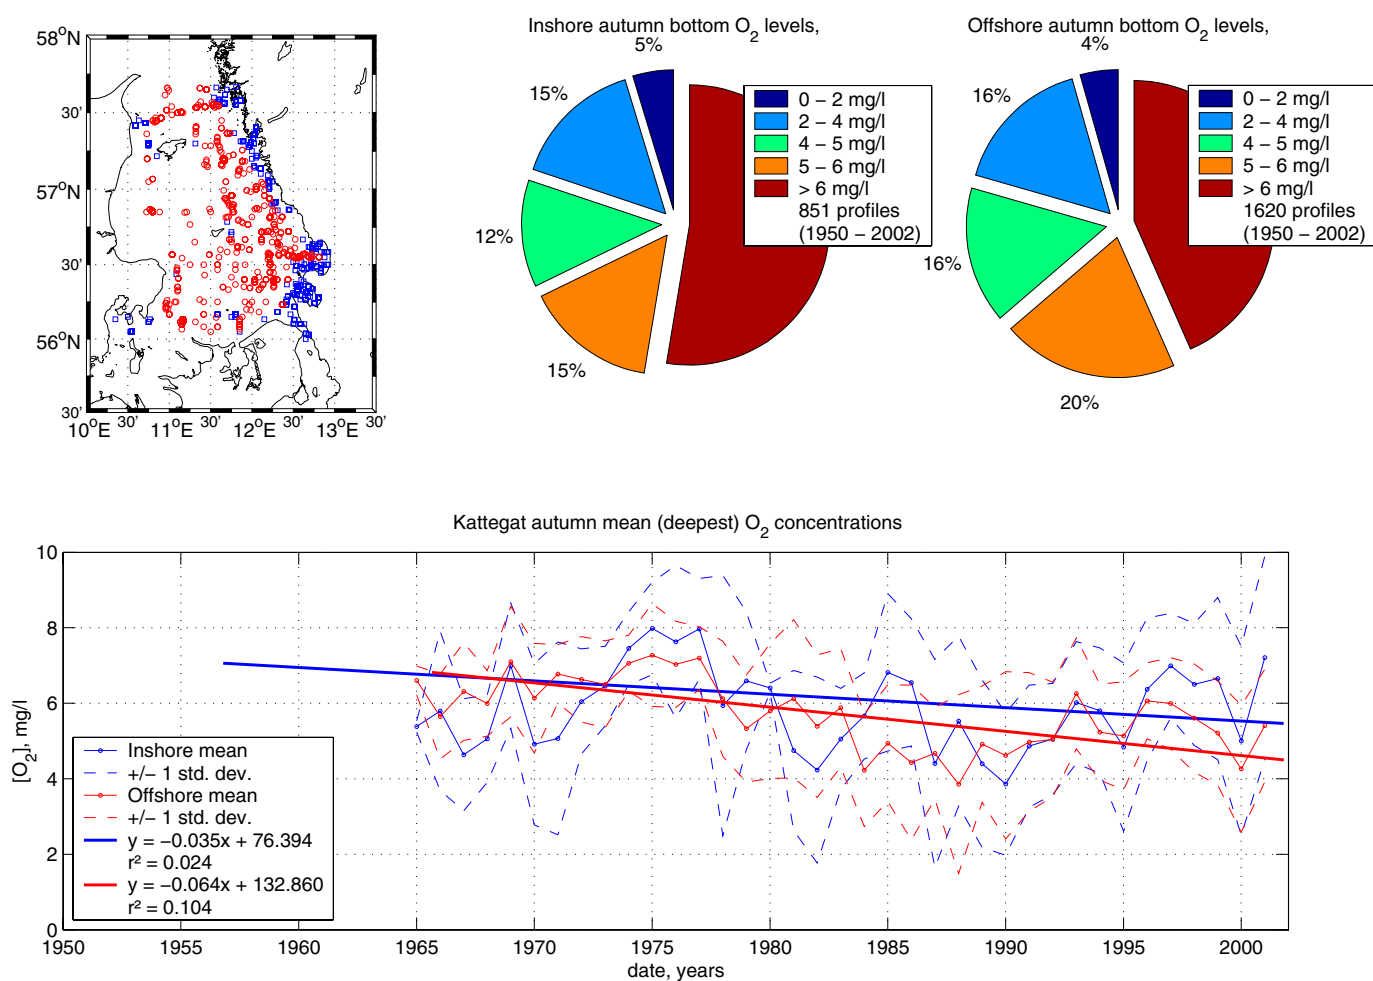 58°N
30'
57°N
30'
56°N
30'
10°E 30' 11°E 30' 12°E 30' 13°E 30'
Inshore autumn bottom O₂ levels,
5%
15%
12%
15%
0 – 2 mg/l
2 – 4 mg/l
4 – 5 mg/l
5 – 6 mg/l
> 6 mg/l
851 profiles
(1950 – 2002)
Offshore autumn bottom O₂ levels,
4%
16%
16%
20%
0 – 2 mg/l
2 – 4 mg/l
4 – 5 mg/l
5 – 6 mg/l
> 6 mg/l
1620 profiles
(1950 – 2002)
Kattegat autumn mean (deepest) O₂ concentrations
10
8
6
4
2
0
[O₂], mg/l
Inshore mean
+/− 1 std. dev.
Offshore mean
+/− 1 std. dev.
y = −0.035x + 76.394
r² = 0.024
y = −0.064x + 132.860
r² = 0.104
1950 1955 1960 1965 1970 1975 1980 1985 1990 1995 2000
date, years